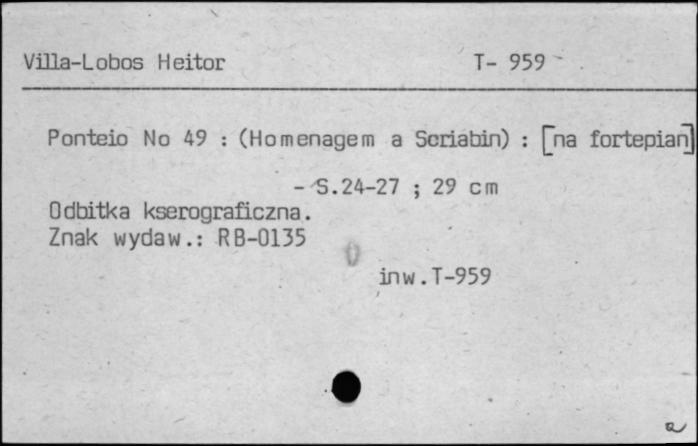 Villa-Lobos Heitor T- 959
Ponteio No 49 : (Homenagem a Scriabin) : [na fortepian]
- S.24-27 ; 29 cm
Odbitka kserograficzna.
Znak wydaw.: RB-0135
inw.T-959